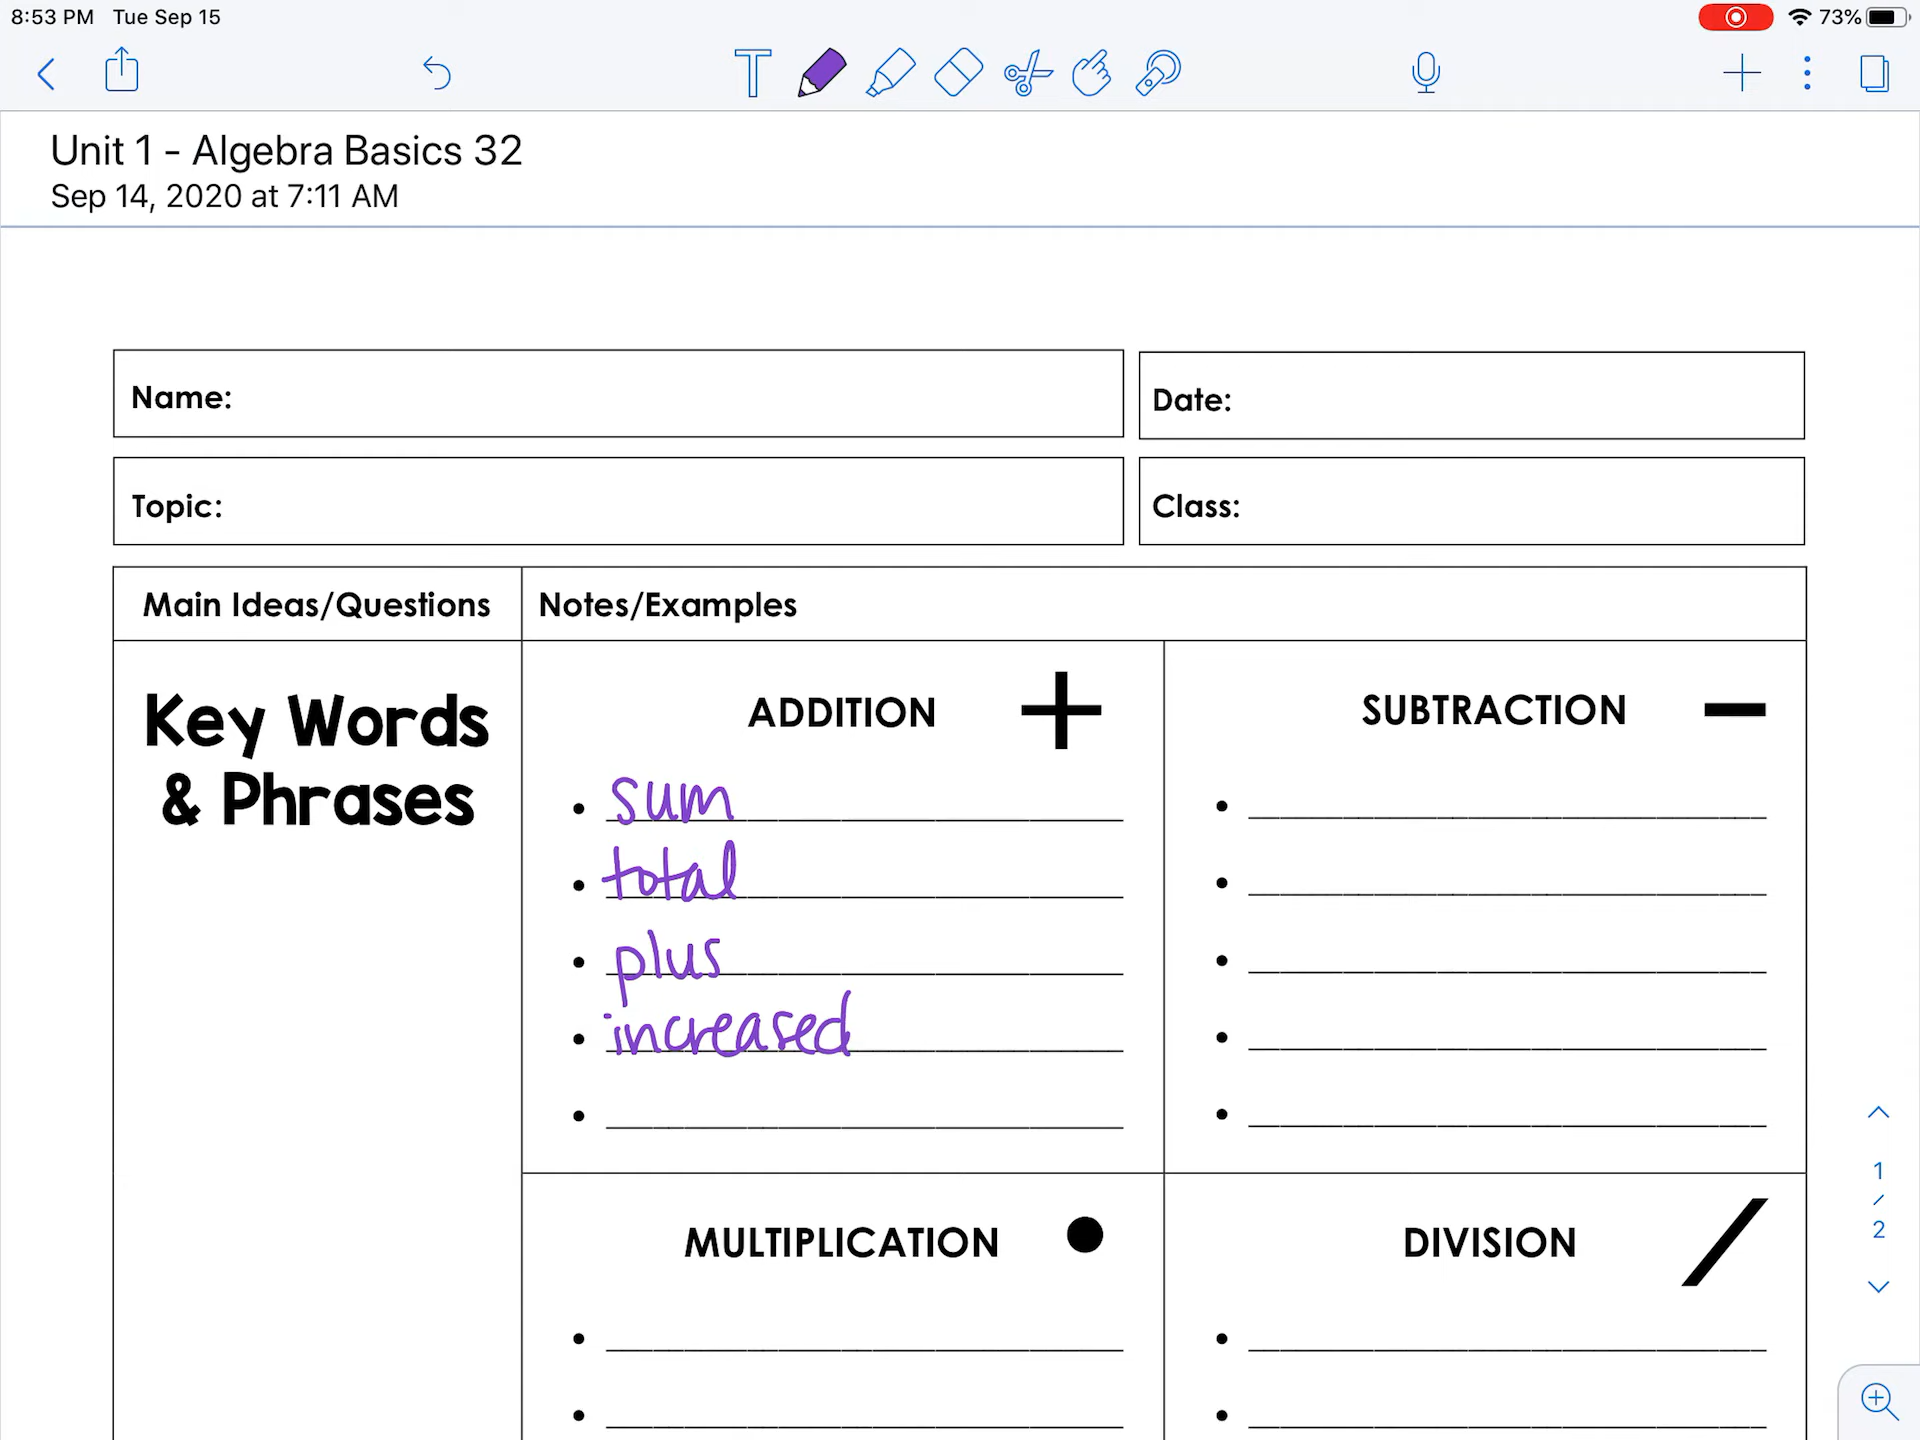 8:53 PM Tue Sep 15 73%
Unit 1 - Algebra Basics 32
Sep 14, 2020 at 7:11 AM
Name:
Date:
Topic:
Class:
Main Ideas/Questions
Notes/Examples
Key Words
& Phrases
ADDITION +
• sum
• total
• plus
• increased
•
SUBTRACTION −
•
•
•
•
•
MULTIPLICATION •
•
•
DIVISION /
•
•
1
/
2